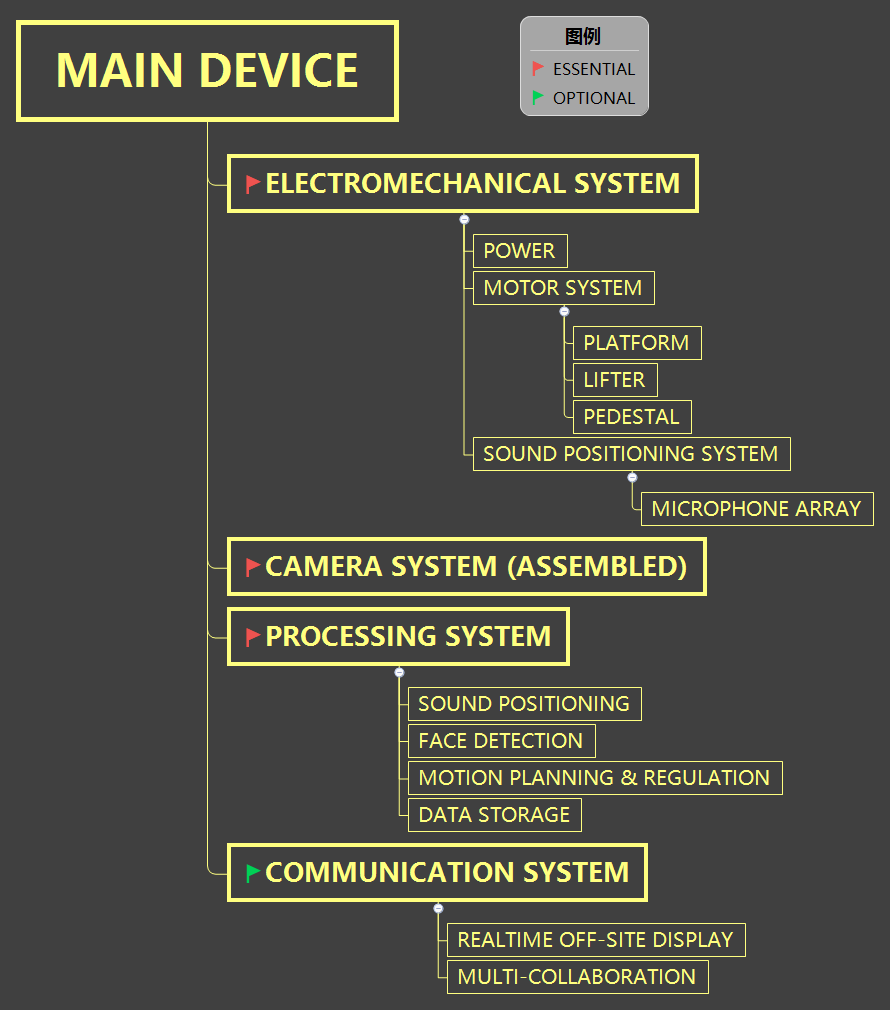 MAIN DEVICE
图例
ESSENTIAL
OPTIONAL
ELECTROMECHANICAL SYSTEM
POWER
MOTOR SYSTEM
PLATFORM
LIFTER
PEDESTAL
SOUND POSITIONING SYSTEM
MICROPHONE ARRAY
CAMERA SYSTEM (ASSEMBLED)
PROCESSING SYSTEM
SOUND POSITIONING
FACE DETECTION
MOTION PLANNING & REGULATION
DATA STORAGE
COMMUNICATION SYSTEM
REALTIME OFF-SITE DISPLAY
MULTI-COLLABORATION